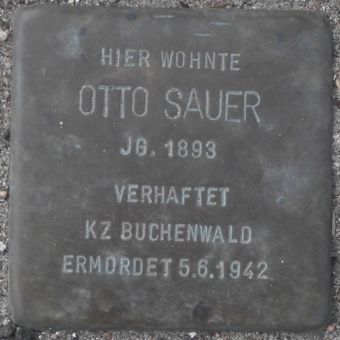 HIER WOHNTE
OTTO SAUER
JG. 1893
VERHAFTET
KZ BUCHENWALD
ERMORDET 5.6.1942